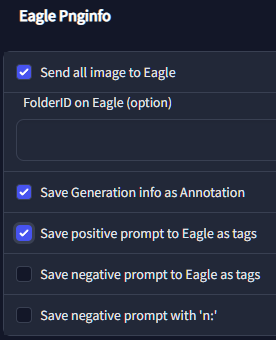 Eagle Pnginfo
Send all image to Eagle
FolderID on Eagle (option)
Save Generation info as Annotation
Save positive prompt to Eagle as tags
Save negative prompt to Eagle as tags
Save negative prompt with 'n:'